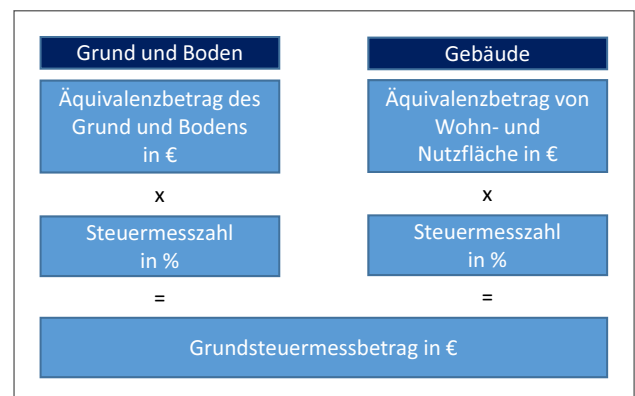 Grund und Boden
Äquivalenzbetrag des
Grund und Bodens
in €
x
Steuermesszahl
in %
=
Gebäude
Äquivalenzbetrag von
Wohn- und
Nutzfläche in €
x
Steuermesszahl
in %
=
Grundsteuermessbetrag in €